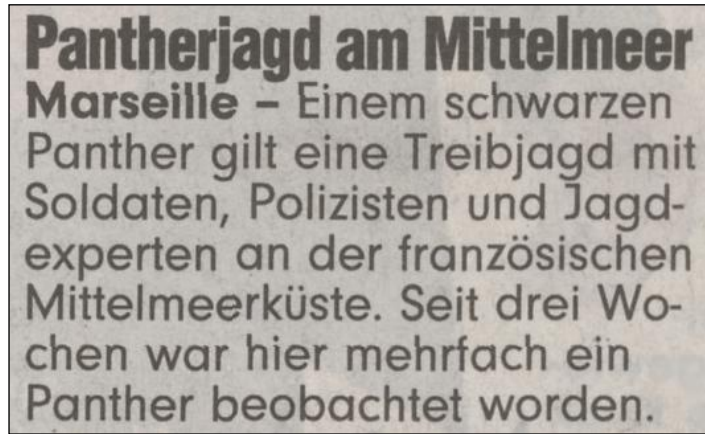 Pantherjagd am Mittelmeer
Marseille – Einem schwarzen
Panther gilt eine Treibjagd mit
Soldaten, Polizisten und Jagd-
experten an der französischen
Mittelmeerküste. Seit drei Wo-
chen war hier mehrfach ein
Panther beobachtet worden.